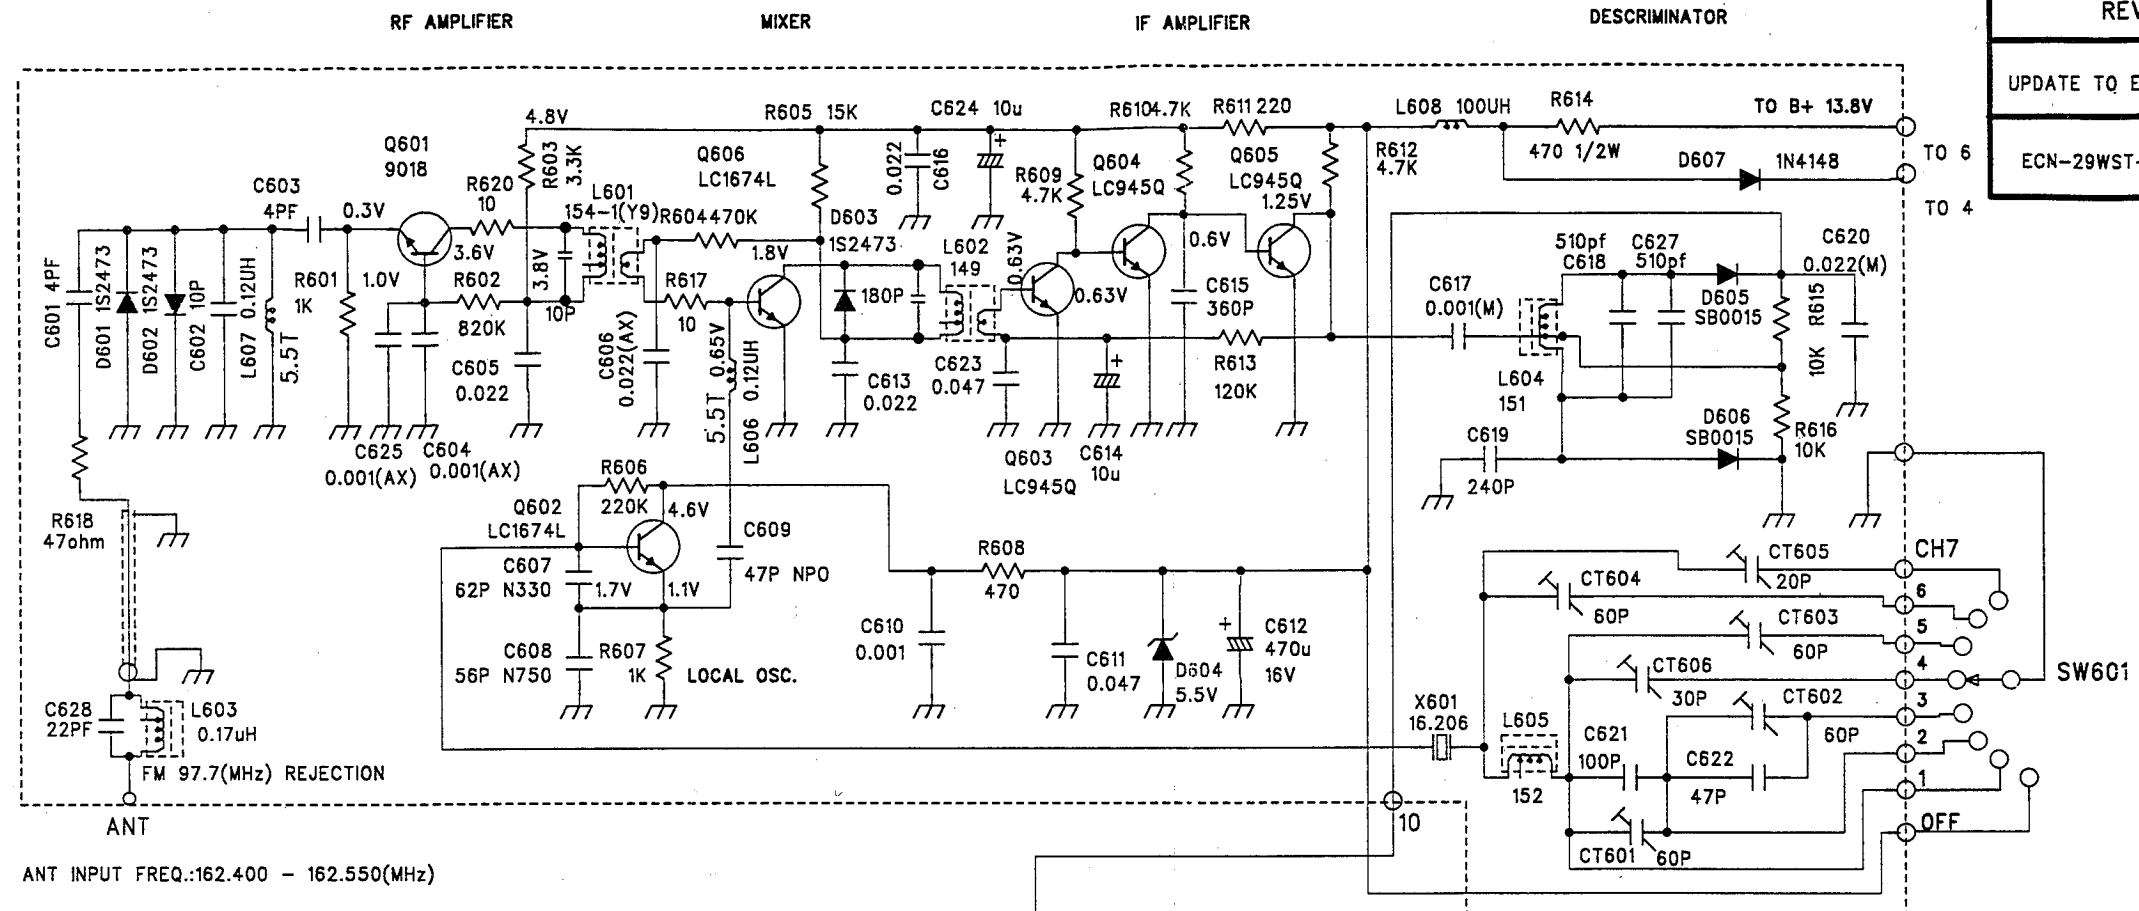 RF AMPLIFIER
MIXER
IF AMPLIFIER
DESCRIMINATOR
REV
UPDATE TO E
ECN-29WST-
4.8V
R605 15K
C624 10u
R610 4.7K
R611 220
L608 100UH
R614
470 1/2W
TO B+ 13.8V
TO 6
TO 4
D607
1N4148
Q601
9018
R603
3.3K
Q606
LC1674L
0.022
C616
R609
4.7K
Q604
LC945Q
Q605
LC945Q
1.25V
R612
4.7K
C603
4PF
0.3V
R620
10
L601
154-1(Y9)
R604 470K
D603
1S2473
1.8V
3.6V
3.8V
L602
149
0.63V
0.6V
510pf
C618
C627
510pf
C620
0.022(M)
C601 4PF
D601 1S2473
D602 1S2473
C602 10P
L607 0.12UH
5.5T
R601
1K
1.0V
R602
820K
10P
R617
10
180P
0.63V
C615
360P
C617
0.001(M)
D605
SB0015
R615
10K
C605
0.022
C606
0.022(AX)
0.65V
5.5T
0.12UH
L606
C613
0.022
C623
0.047
R613
120K
L604
151
D606
SB0015
R616
10K
C625
0.001(AX)
C604
0.001(AX)
Q603
LC945Q
C614
10u
C619
240P
R618
47ohm
R606
220K
Q602
LC1674L
4.6V
C609
47P NPO
C607
62P N330
1.7V
1.1V
R608
470
C608
56P N750
R607
1K
LOCAL OSC.
C610
0.001
C611
0.047
D604
5.5V
C612
470u
16V
CT605
20P
CH7
CT604
60P
6
CT603
60P
5
CT606
30P
4
SW601
CT602
60P
3
X601
16.206
L605
152
C621
100P
C622
47P
2
1
CT601
60P
OFF
C628
22PF
L603
0.17uH
FM 97.7(MHz) REJECTION
ANT
10
ANT INPUT FREQ.:162.400 - 162.550(MHz)